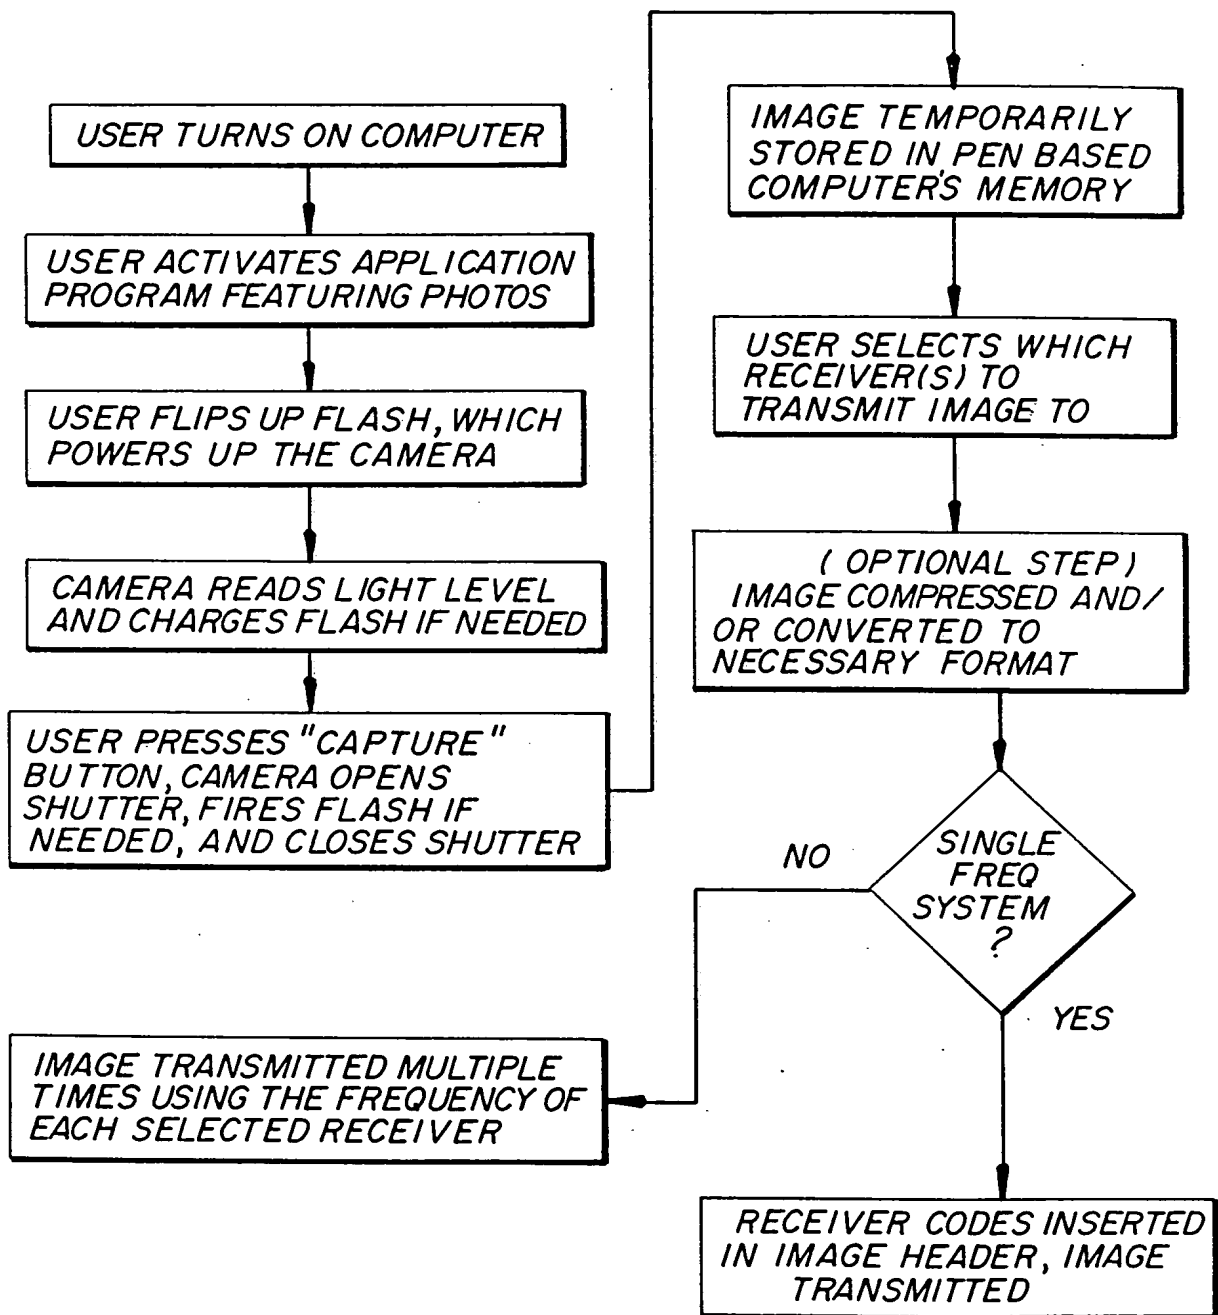 USER TURNS ON COMPUTER
USER ACTIVATES APPLICATION
PROGRAM FEATURING PHOTOS
USER FLIPS UP FLASH, WHICH
POWERS UP THE CAMERA
CAMERA READS LIGHT LEVEL
AND CHARGES FLASH IF NEEDED
USER PRESSES "CAPTURE"
BUTTON, CAMERA OPENS
SHUTTER, FIRES FLASH IF
NEEDED, AND CLOSES SHUTTER
IMAGE TEMPORARILY
STORED IN PEN BASED
COMPUTER'S MEMORY
USER SELECTS WHICH
RECEIVER(S) TO
TRANSMIT IMAGE TO
(OPTIONAL STEP)
IMAGE COMPRESSED AND/
OR CONVERTED TO
NECESSARY FORMAT
SINGLE
FREQ
SYSTEM
?
NO
YES
IMAGE TRANSMITTED MULTIPLE
TIMES USING THE FREQUENCY OF
EACH SELECTED RECEIVER
RECEIVER CODES INSERTED
IN IMAGE HEADER, IMAGE
TRANSMITTED